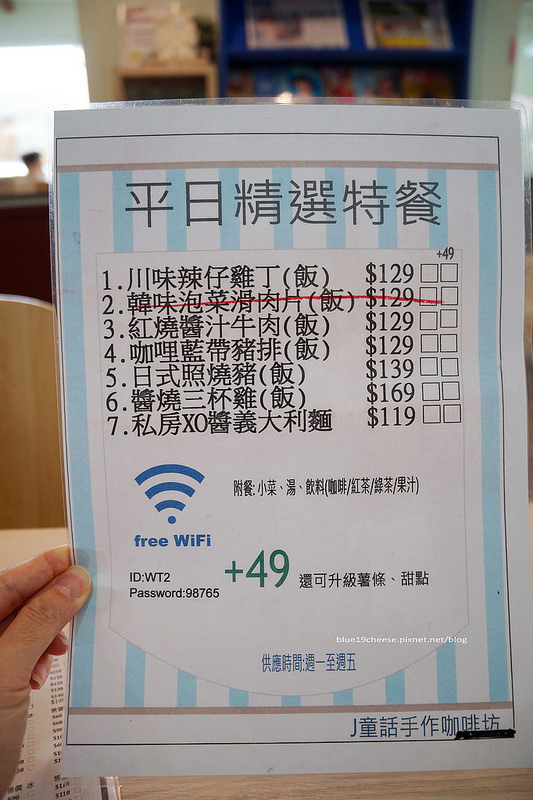 平日精選特餐
+49
1.川味辣仔雞丁(飯) $129 □□
2.韓味泡菜滑肉片(飯) $129 □□
3.紅燒醬汁牛肉(飯) $129 □□
4.咖哩藍帶豬排(飯) $129 □□
5.日式照燒豬(飯) $139 □□
6.醬燒三杯雞(飯) $169 □□
7.私房XO醬義大利麵 $119 □□
附餐:小菜、湯、飲料(咖啡/紅茶/綠茶/果汁)
free WiFi
ID:WT2
Password:98765
+49 還可升級薯條、甜點
blue19cheese.pixnet.net/blog
供應時間:週一至週五
J童話手作咖啡坊